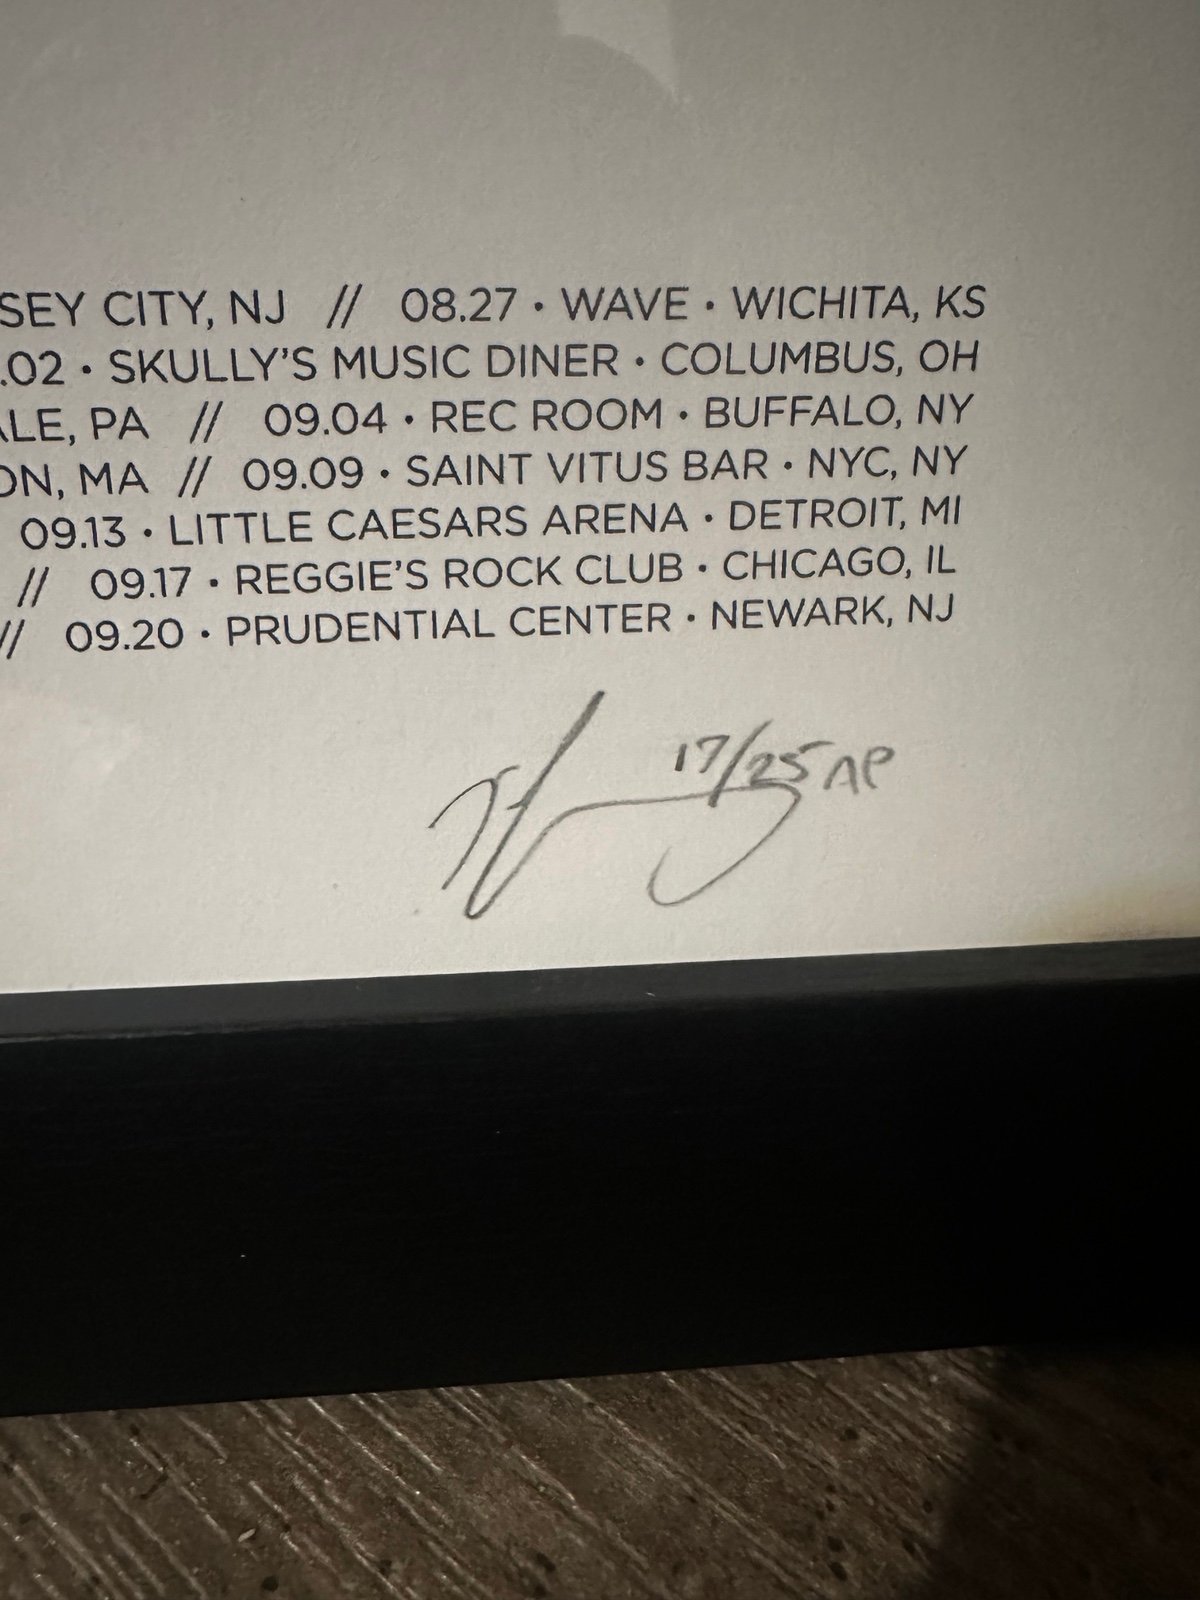 SEY CITY, NJ // 08.27 · WAVE · WICHITA, KS
.02 · SKULLY'S MUSIC DINER · COLUMBUS, OH
ALE, PA // 09.04 · REC ROOM · BUFFALO, NY
ON, MA // 09.09 · SAINT VITUS BAR · NYC, NY
09.13 · LITTLE CAESARS ARENA · DETROIT, MI
// 09.17 · REGGIE'S ROCK CLUB · CHICAGO, IL
// 09.20 · PRUDENTIAL CENTER · NEWARK, NJ
17/25 AP